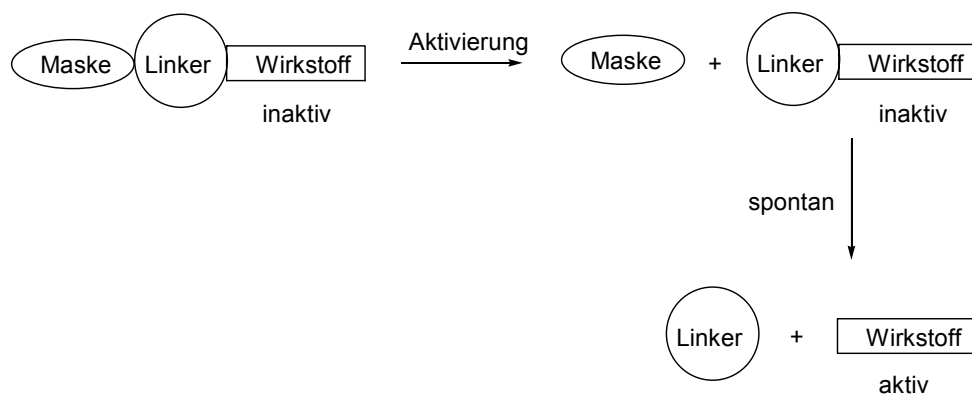 Maske Linker Wirkstoff
inaktiv
Aktivierung
Maske + Linker Wirkstoff
inaktiv
spontan
Linker + Wirkstoff
aktiv